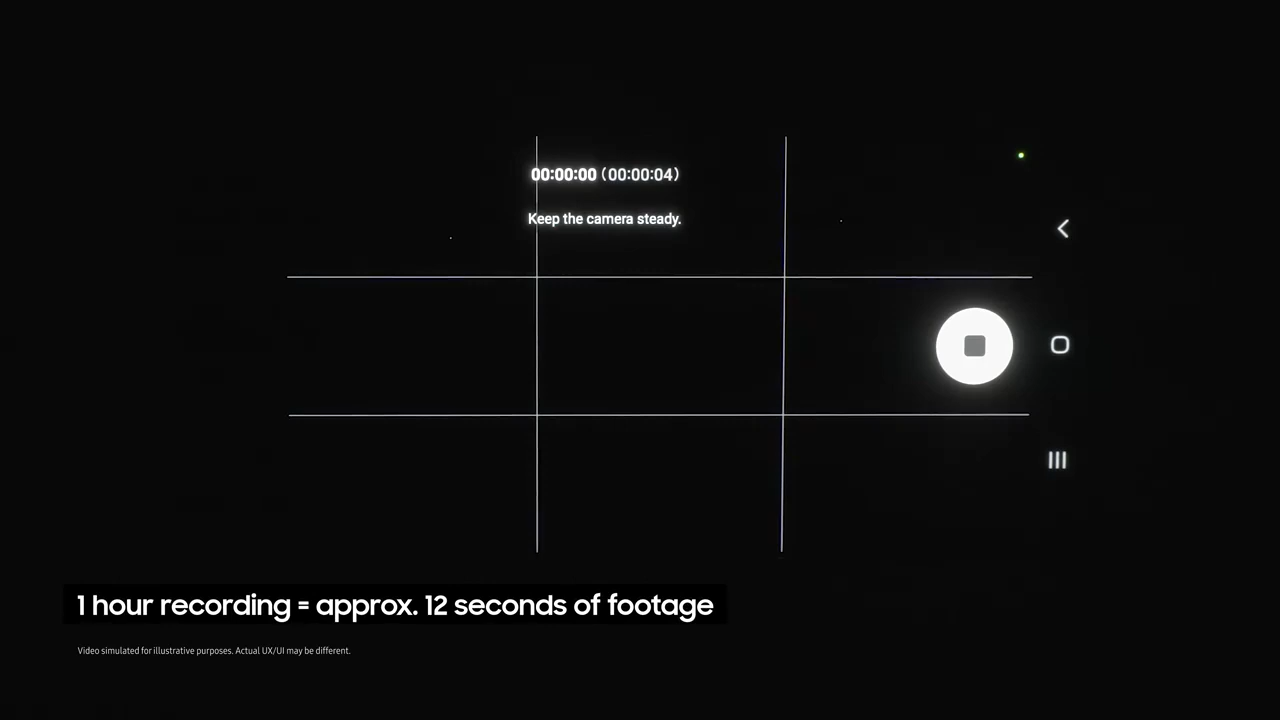 00:00:00 (00:00:04)
Keep the camera steady.
1 hour recording = approx. 12 seconds of footage
Video simulated for illustrative purposes. Actual UX/UI may be different.